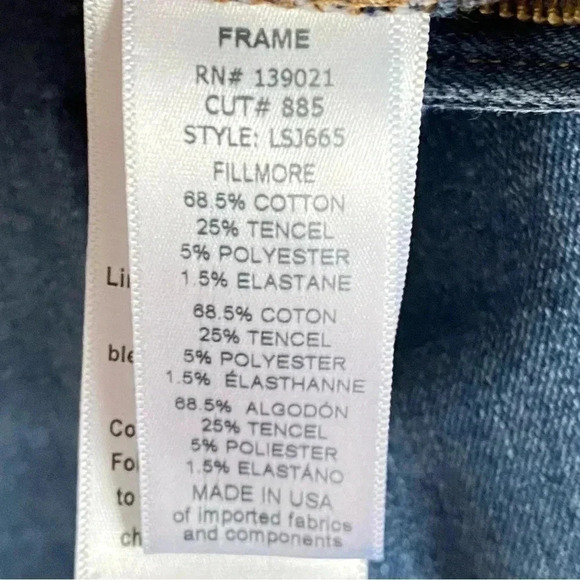 FRAME
RN# 139021
CUT# 885
STYLE: LSJ665
FILLMORE
68.5% COTTON
25% TENCEL
5% POLYESTER
1.5% ELASTANE
68.5% COTON
25% TENCEL
5% POLYESTER
1.5% ÉLASTHANNE
68.5% ALGODÓN
25% TENCEL
5% POLIESTER
1.5% ELASTÁNO
MADE IN USA
of imported fabrics
and components
to